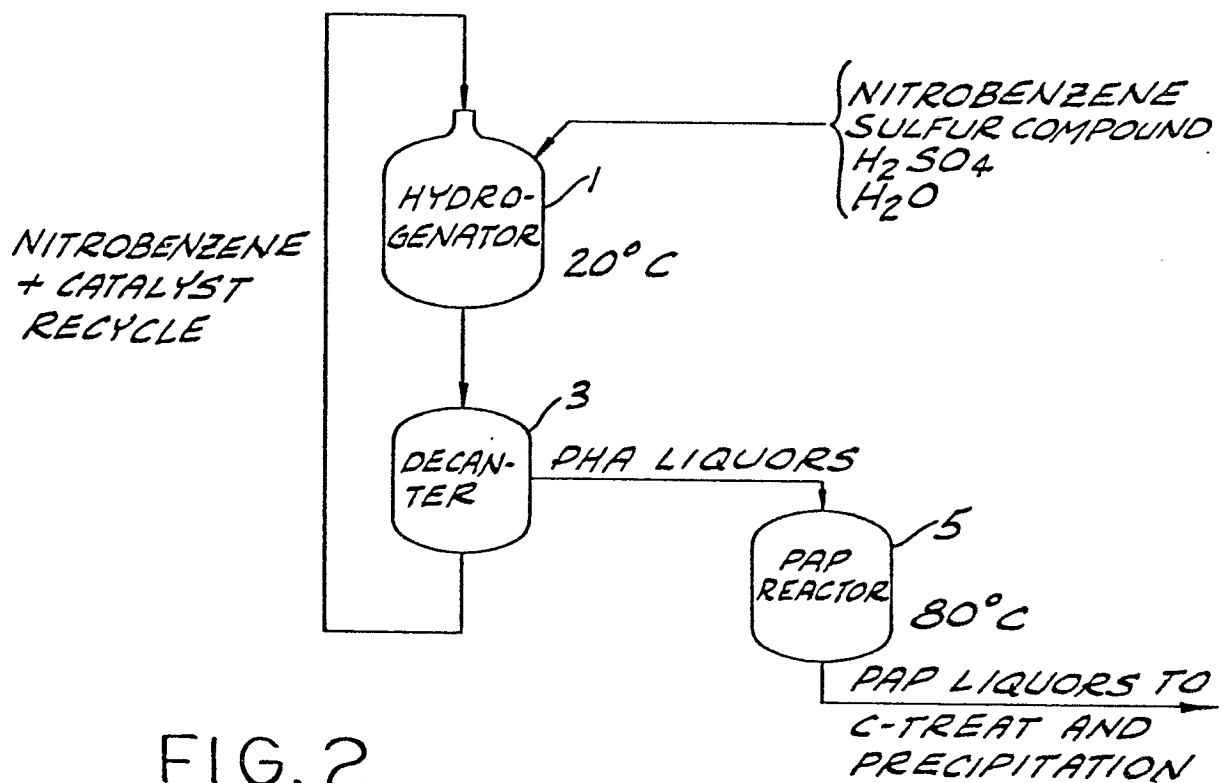 NITROBENZENE
SULFUR COMPOUND
H₂SO₄
H₂O
HYDRO-
GENATOR
1
20° C
NITROBENZENE
+ CATALYST
RECYCLE
3
DECAN-
TER
PHA LIQUORS
5
PAP
REACTOR
80° C
PAP LIQUORS TO
C-TREAT AND
PRECIPITATION
FIG. 2